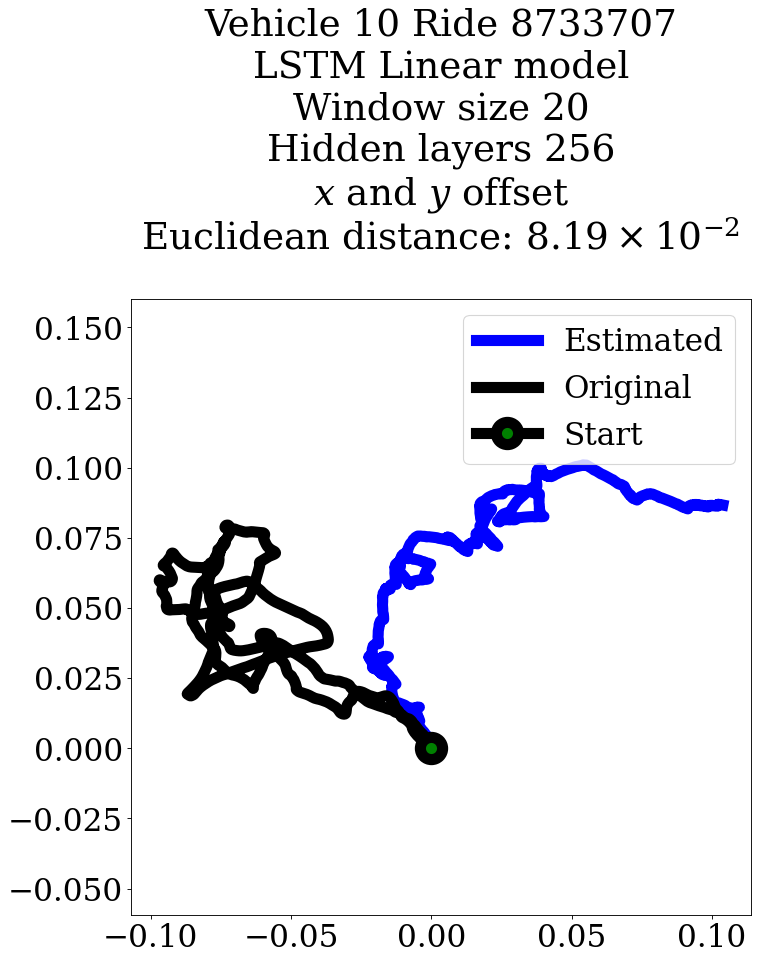 Vehicle 10 Ride 8733707
LSTM Linear model
Window size 20
Hidden layers 256
x and y offset
Euclidean distance: 8.19 × 10⁻²
Estimated
Original
Start
0.150
0.125
0.100
0.075
0.050
0.025
0.000
−0.025
−0.050
−0.10 −0.05 0.00 0.05 0.10